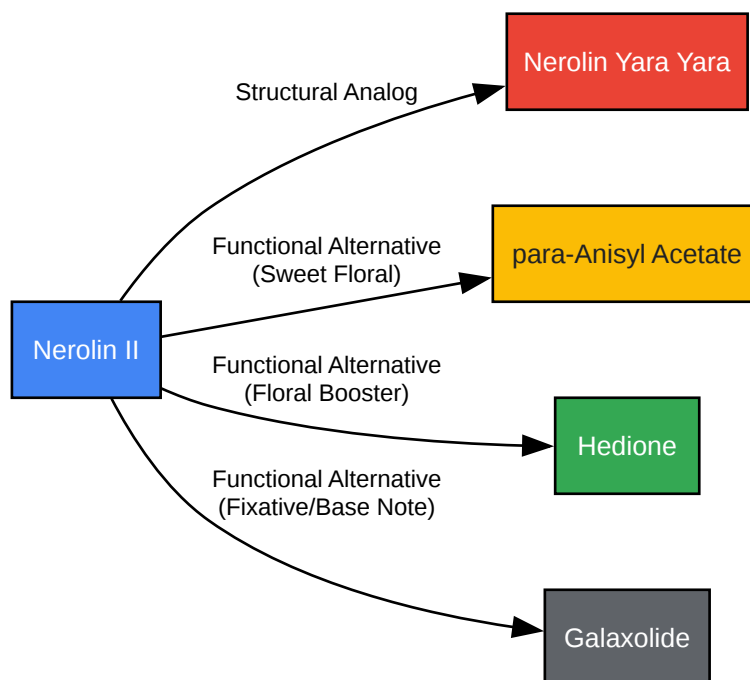 Nerolin Yara Yara
Structural Analog
Functional Alternative
(Sweet Floral)
para-Anisyl Acetate
Nerolin II
Functional Alternative
(Floral Booster)
Hedione
Functional Alternative
(Fixative/Base Note)
Galaxolide